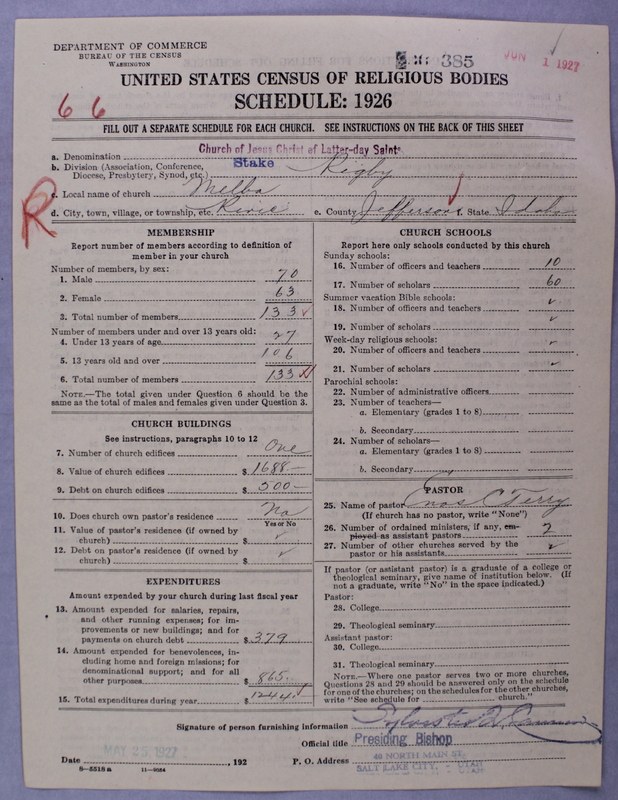 DEPARTMENT OF COMMERCE
BUREAU OF THE CENSUS
WASHINGTON
385
JUN 1 1927
UNITED STATES CENSUS OF RELIGIOUS BODIES
SCHEDULE: 1926
6 6
FILL OUT A SEPARATE SCHEDULE FOR EACH CHURCH. SEE INSTRUCTIONS ON THE BACK OF THIS SHEET
a. Denomination Church of Jesus Christ of Latter-day Saints
b. Division (Association, Conference, Diocese, Presbytery, Synod, etc.) Stake Rigby
R
c. Local name of church Melba
d. City, town, village, or township, etc. Ririe e. County Jefferson f. State Idaho
MEMBERSHIP
Report number of members according to definition of
member in your church
Number of members, by sex:
1. Male 70
2. Female 63
3. Total number of members 133
Number of members under and over 13 years old:
4. Under 13 years of age 27
5. 13 years old and over 106
6. Total number of members 133
NOTE.—The total given under Question 6 should be
same as the total of males and females given under Question 3.
CHURCH BUILDINGS
See instructions, paragraphs 10 to 12
7. Number of church edifices One
8. Value of church edifices $ 1688—
9. Debt on church edifices $ 500—
10. Does church own pastor's residence No
Yes or No
11. Value of pastor's residence (if owned by
church) $ ✓
12. Debt on pastor's residence (if owned by
church) $ ✓
EXPENDITURES
Amount expended by your church during last fiscal year
13. Amount expended for salaries, repairs,
and other running expenses; for im-
provements or new buildings; and for
payments on church debt $ 379
14. Amount expended for benevolences, in-
cluding home and foreign missions; for
denominational support; and for all
other purposes $ 865.
15. Total expenditures during year $ 1244
CHURCH SCHOOLS
Report here only schools conducted by this church
Sunday schools:
16. Number of officers and teachers 10
17. Number of scholars 60
Summer vacation Bible schools:
18. Number of officers and teachers ✓
19. Number of scholars ✓
Week-day religious schools:
20. Number of officers and teachers ✓
21. Number of scholars ✓
Parochial schools:
22. Number of administrative officers
23. Number of teachers—
a. Elementary (grades 1 to 8)
b. Secondary
24. Number of scholars—
a. Elementary (grades 1 to 8)
b. Secondary
PASTOR
25. Name of pastor Enos C Terry
(If church has no pastor, write "None")
26. Number of ordained ministers, if any, em-
ployed as assistant pastors 2
27. Number of other churches served by the
pastor or his assistants ✓
If pastor (or assistant pastor) is a graduate of a college or
theological seminary, give name of institution below. (If
not a graduate, write "No" in the space indicated.)
Pastor:
28. College
29. Theological seminary
Assistant pastor:
30. College
31. Theological seminary
NOTE.—Where one pastor serves two or more churches,
Questions 28 and 29 should be answered only on the schedule
for one of the churches; on the schedules for the other churches,
write "See schedule for church."
Signature of person furnishing information
Official title Presiding Bishop
MAY 25 1927
Date , 192
P. O. Address 40 NORTH MAIN ST.
SALT LAKE CITY, - UTAH
8—5518 a 11—9584